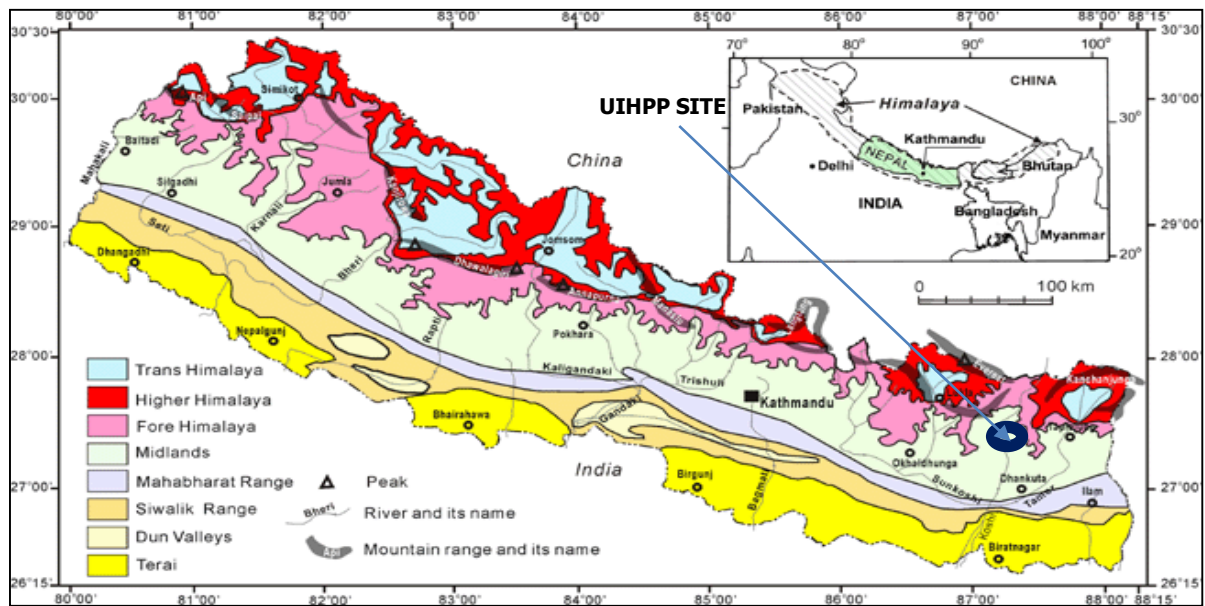 80°00' 81°00' 82°00' 83°00' 84°00' 85°00' 86°00' 87°00' 88°00' 88°15'
30°30'
30°00'
29°00'
28°00'
27°00'
26°15'
30°30'
30°00'
29°00'
28°00'
27°00'
26°15'
70° 80° 90° 100°
30°
20°
CHINA
Himalaya
Pakistan
Kathmandu
NEPAL
Delhi
Bhutan
INDIA
Bangladesh
Myanmar
0 100 km
UIHPP SITE
China
India
Api
Saipal
Simikot
Mahakali
Baitadi
Silgadhi
Jumla
Karnali
Seti
Dhangadhi
Bheri
Nepalgunj
Rapti
Jomsom
Pokhara
Kaligandaki
Bhairahawa
Gandaki
Trishuli
Kathmandu
Birgunj
Bagmati
Okhaldhunga
Sunkoshi
Dhankuta
Tamor
Ilam
Koshi
Biratnagar
Kanchanjunga
Trans Himalaya
Higher Himalaya
Fore Himalaya
Midlands
Mahabharat Range
Siwalik Range
Dun Valleys
Terai
Peak
Bheri
River and its name
Api
Mountain range and its name
80°00' 81°00' 82°00' 83°00' 84°00' 85°00' 86°00' 87°00' 88°00' 88°15'